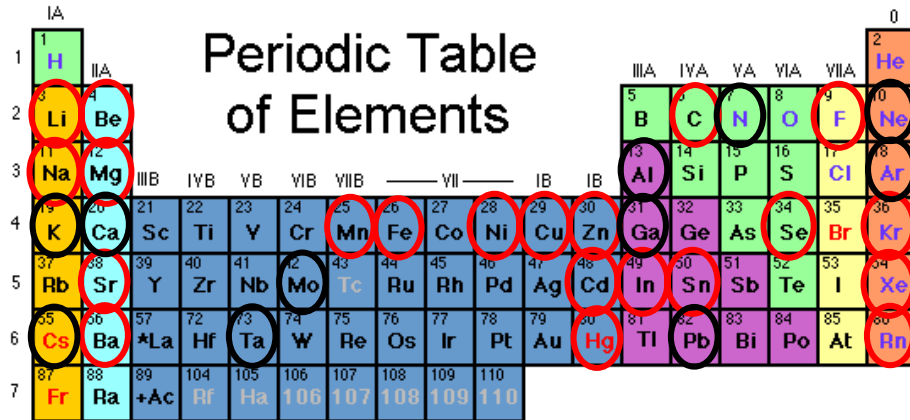 IA 0
1 1 H IIA Periodic Table IIIA IVA VA VIA VIIA 2 He
2 3 Li 4 Be of Elements 5 B 6 C 7 N 8 O 9 F 10 Ne
3 11 Na 12 Mg IIIB IVB VB VIB VIIB VII IB IB 13 Al 14 Si 15 P 16 S 17 Cl 18 Ar
4 19 K 20 Ca 21 Sc 22 Ti 23 V 24 Cr 25 Mn 26 Fe 27 Co 28 Ni 29 Cu 30 Zn 31 Ga 32 Ge 33 As 34 Se 35 Br 36 Kr
5 37 Rb 38 Sr 39 Y 40 Zr 41 Nb 42 Mo 43 Tc 44 Ru 45 Rh 46 Pd 47 Ag 48 Cd 49 In 50 Sn 51 Sb 52 Te 53 I 54 Xe
6 55 Cs 56 Ba 57 *La 72 Hf 73 Ta 74 W 75 Re 76 Os 77 Ir 78 Pt 79 Au 80 Hg 81 Tl 82 Pb 83 Bi 84 Po 85 At 86 Rn
7 87 Fr 88 Ra 89 +Ac 104 Rf 105 Ha 106 106 107 107 108 108 109 109 110 110